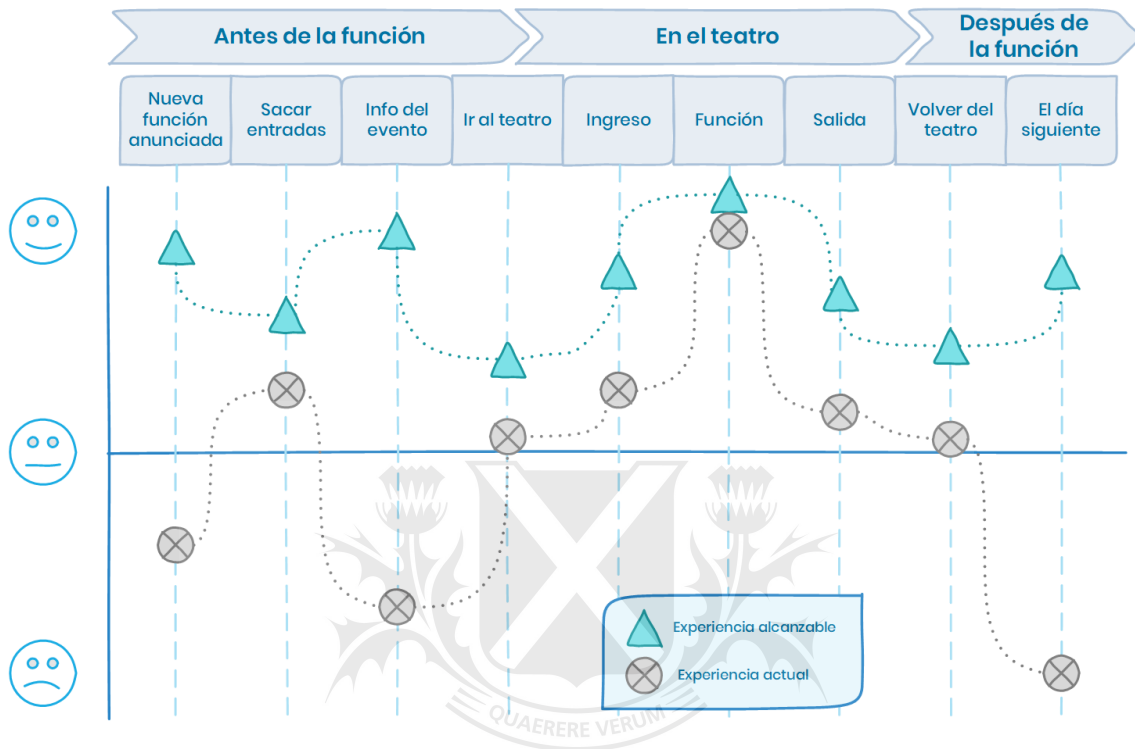 Antes de la función
En el teatro
Después de
la función
Nueva
función
anunciada
Sacar
entradas
Info del
evento
Ir al teatro
Ingreso
Función
Salida
Volver del
teatro
El día
siguiente
Experiencia alcanzable
Experiencia actual
QUAERERE VERUM